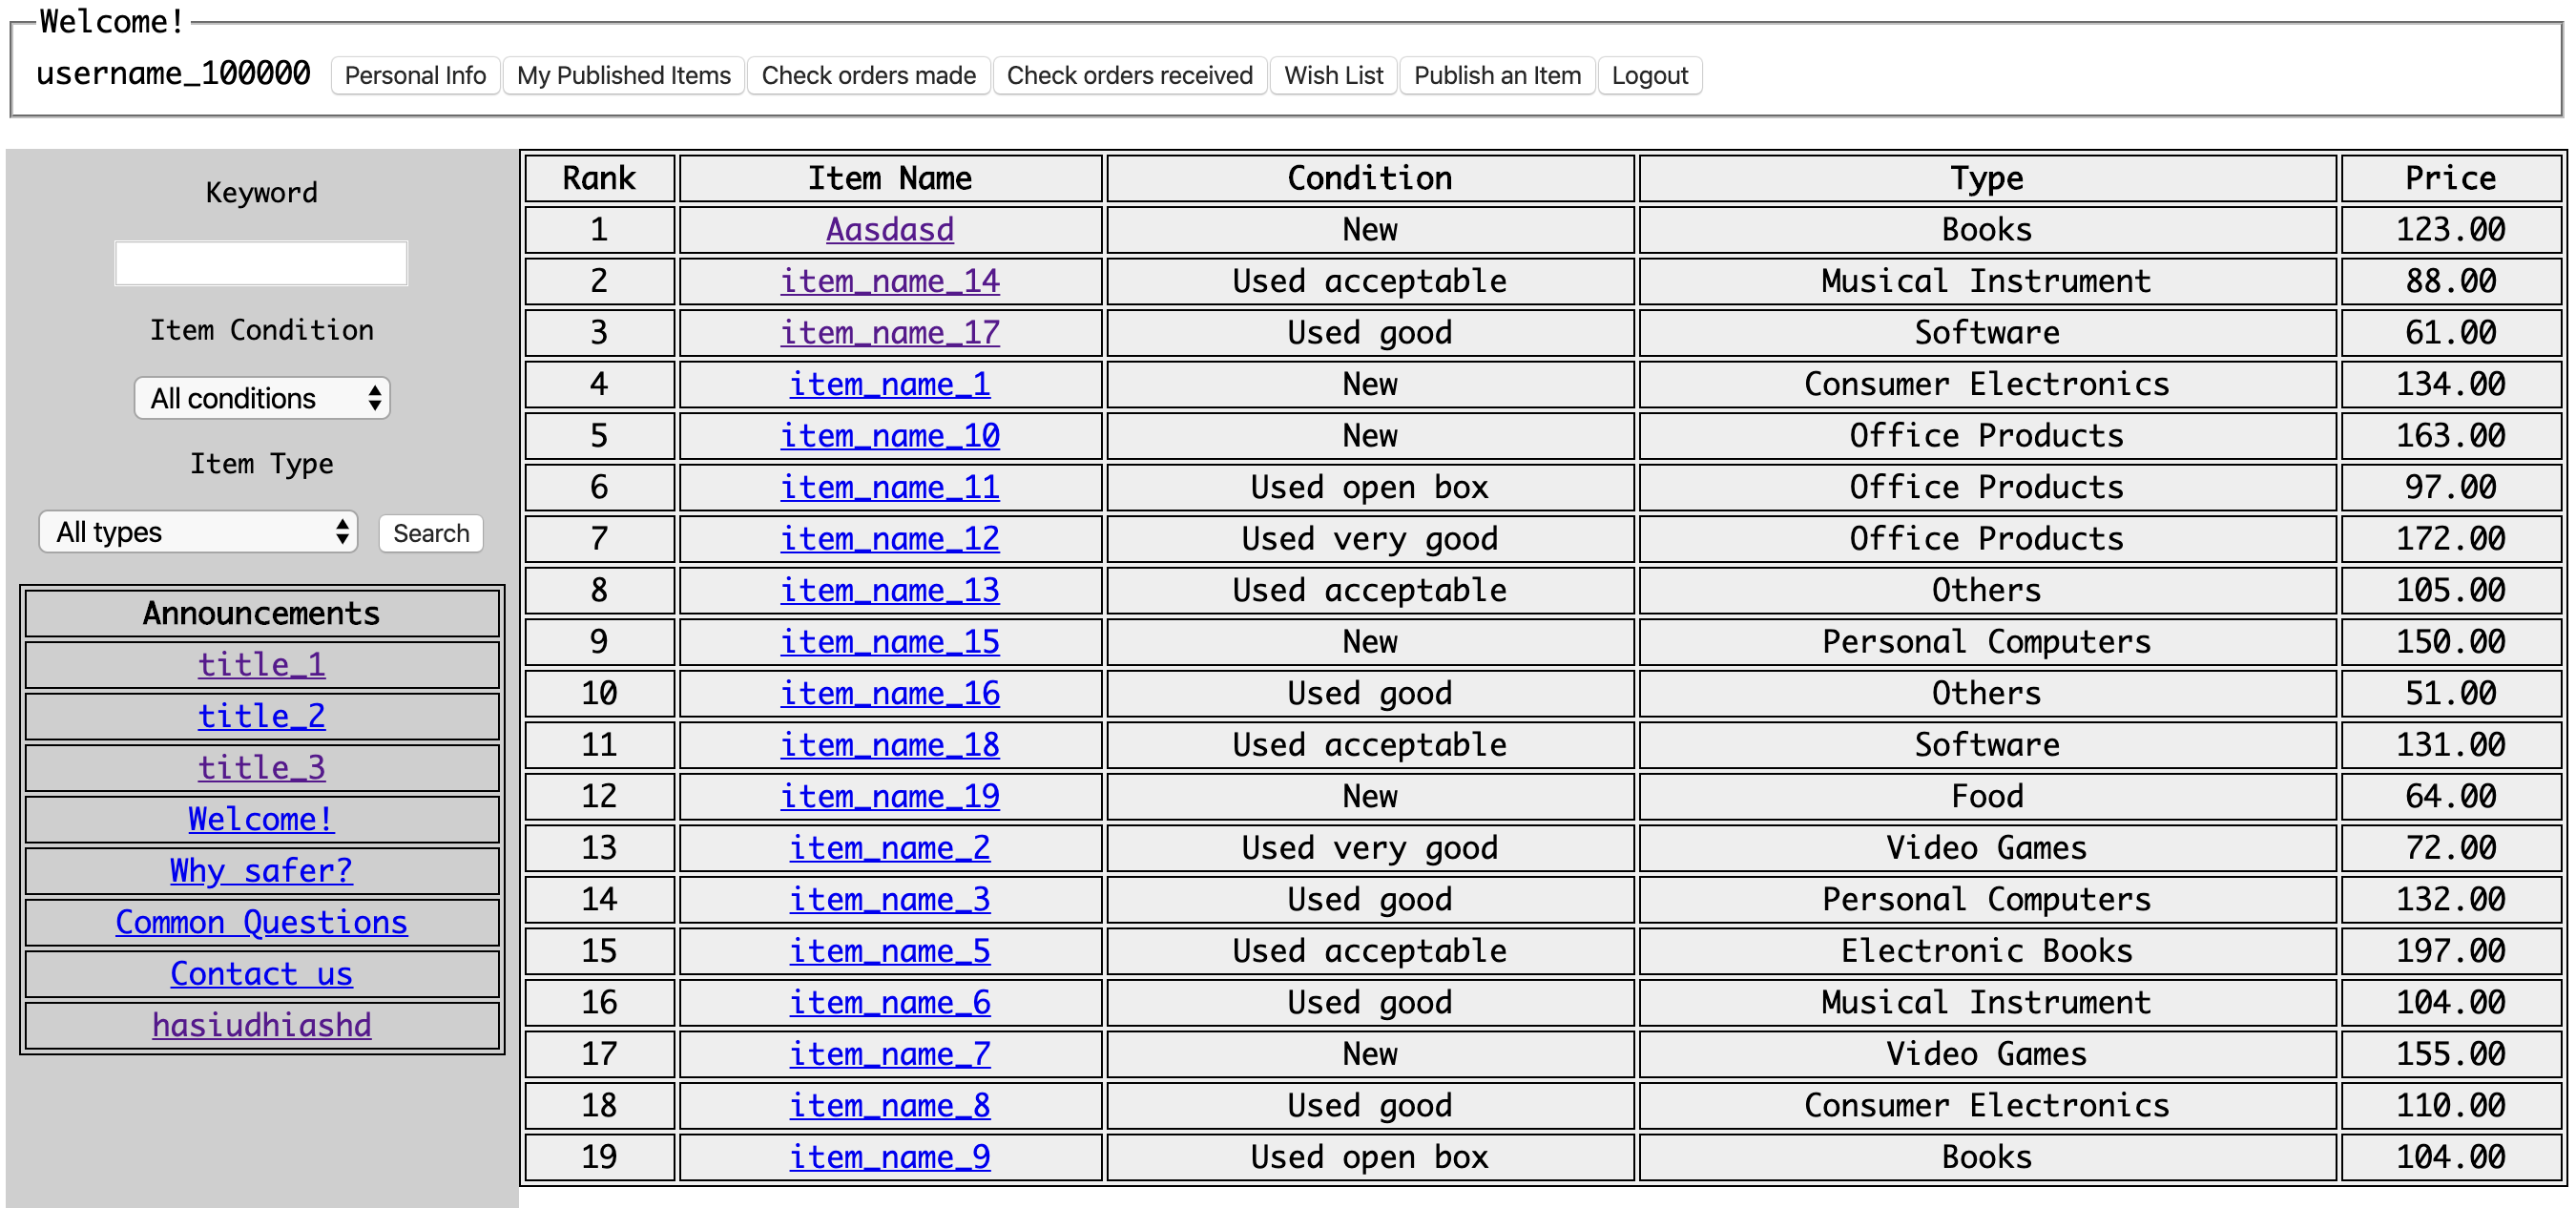 Welcome!
username_100000 Personal Info My Published Items Check orders made Check orders received Wish List Publish an Item Logout
Keyword
Item Condition
All conditions
Item Type
All types Search
Announcements
title_1
title_2
title_3
Welcome!
Why safer?
Common Questions
Contact us
hasiudhiashd
Rank Item Name Condition Type Price
1 Aasdasd New Books 123.00
2 item_name_14 Used acceptable Musical Instrument 88.00
3 item_name_17 Used good Software 61.00
4 item_name_1 New Consumer Electronics 134.00
5 item_name_10 New Office Products 163.00
6 item_name_11 Used open box Office Products 97.00
7 item_name_12 Used very good Office Products 172.00
8 item_name_13 Used acceptable Others 105.00
9 item_name_15 New Personal Computers 150.00
10 item_name_16 Used good Others 51.00
11 item_name_18 Used acceptable Software 131.00
12 item_name_19 New Food 64.00
13 item_name_2 Used very good Video Games 72.00
14 item_name_3 Used good Personal Computers 132.00
15 item_name_5 Used acceptable Electronic Books 197.00
16 item_name_6 Used good Musical Instrument 104.00
17 item_name_7 New Video Games 155.00
18 item_name_8 Used good Consumer Electronics 110.00
19 item_name_9 Used open box Books 104.00